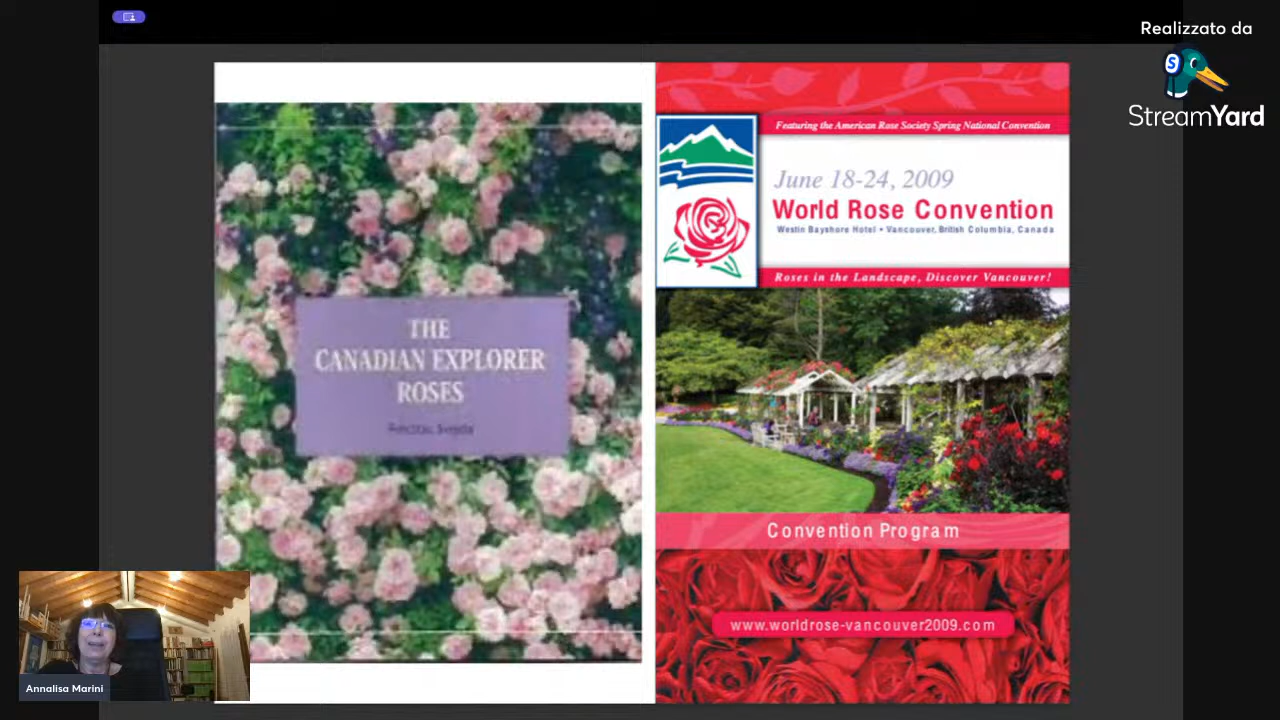 Realizzato da
StreamYard
THE
CANADIAN EXPLORER
ROSES
Felicitas Svejda
Featuring the American Rose Society Spring National Convention
June 18-24, 2009
World Rose Convention
Westin Bayshore Hotel • Vancouver, British Columbia, Canada
Roses in the Landscape, Discover Vancouver!
Convention Program
www.worldrose-vancouver2009.com
Annalisa Marini